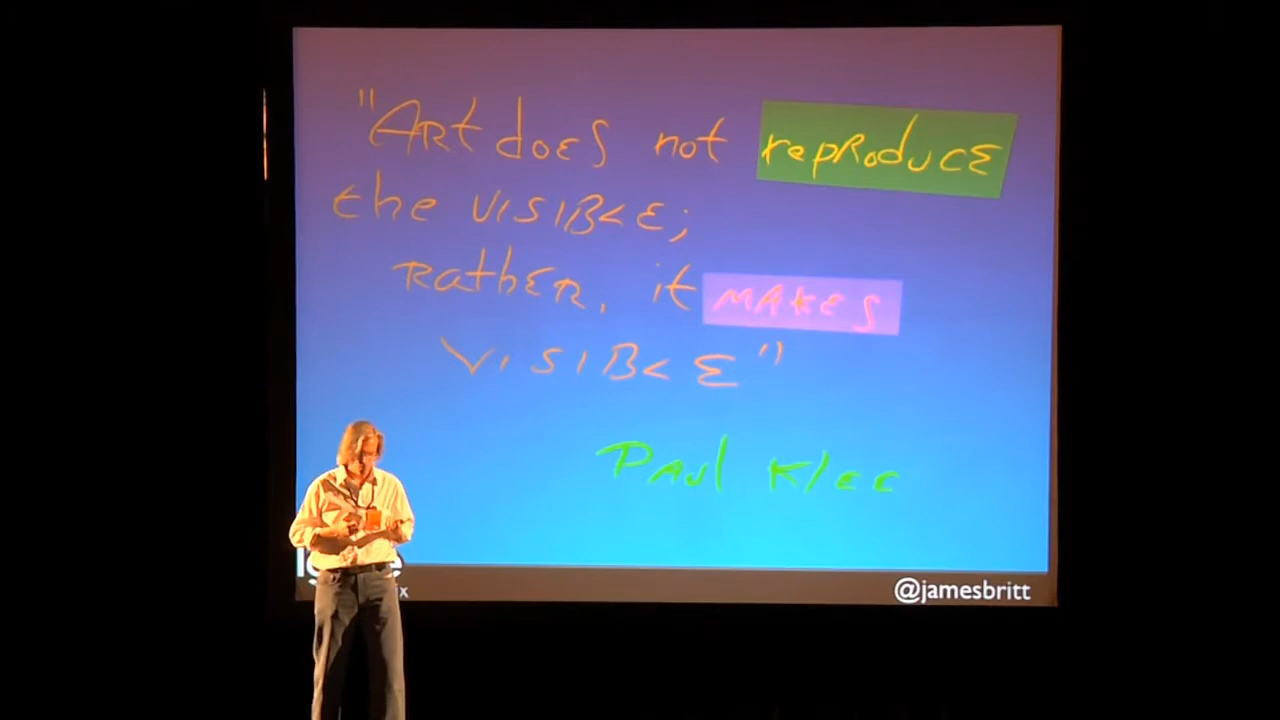 "Art does not reproduce
the VISIBLE;
RatheR, it MAKES
VISIBLE"
Paul Klee
@jamesbritt